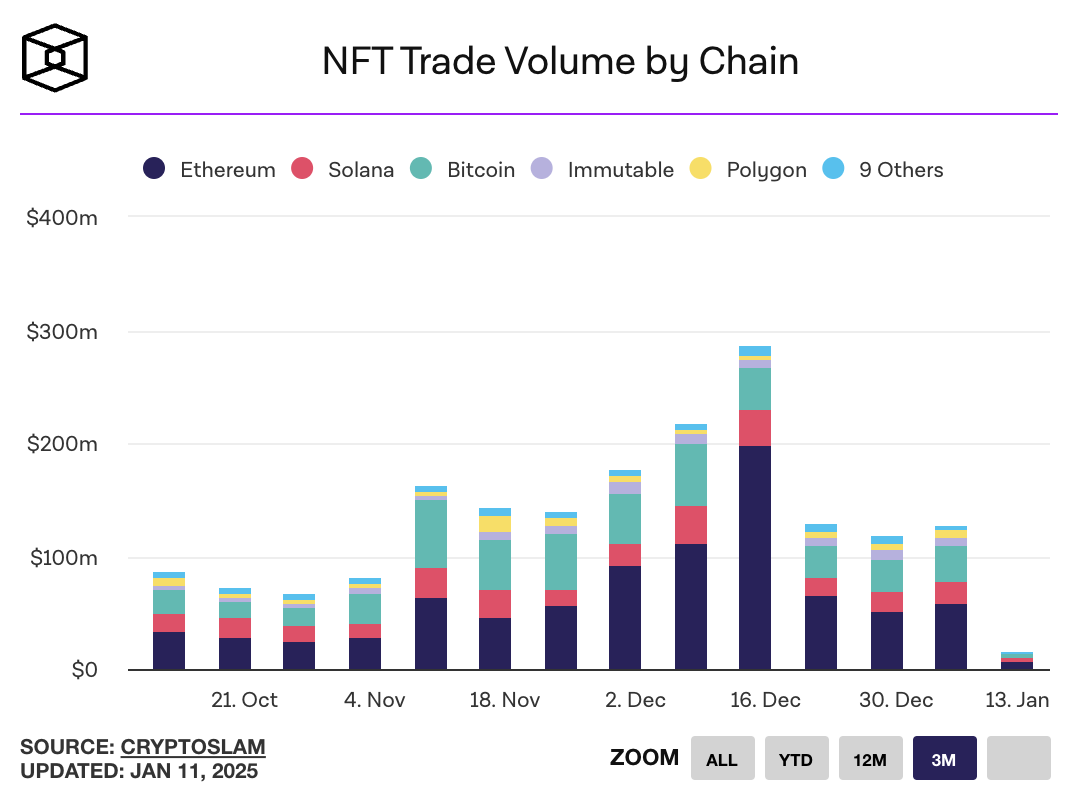 NFT Trade Volume by Chain
Ethereum Solana Bitcoin Immutable Polygon 9 Others
$400m
$300m
$200m
$100m
$0
21. Oct 4. Nov 18. Nov 2. Dec 16. Dec 30. Dec 13. Jan
SOURCE: CRYPTOSLAM
UPDATED: JAN 11, 2025
ZOOM ALL YTD 12M 3M